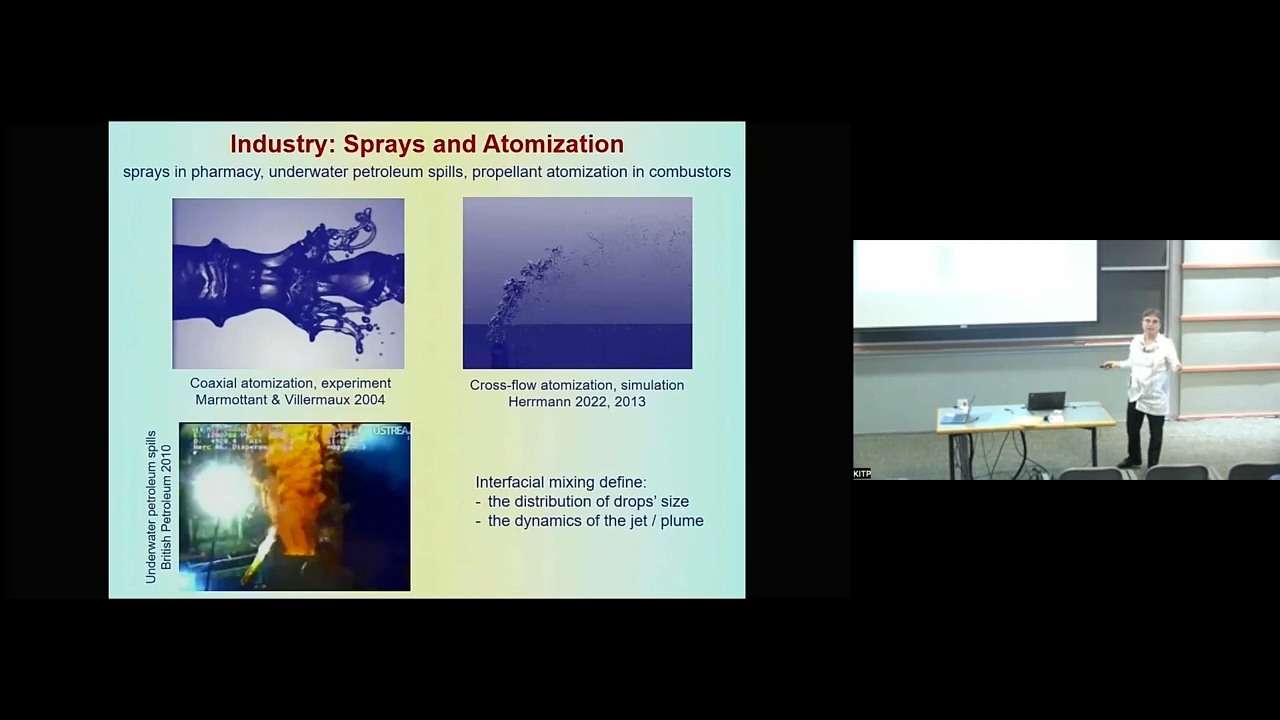 Industry: Sprays and Atomization
sprays in pharmacy, underwater petroleum spills, propellant atomization in combustors
Coaxial atomization, experiment
Marmottant & Villermaux 2004
Cross-flow atomization, simulation
Herrmann 2022, 2013
Underwater petroleum spills
British Petroleum 2010
USTREA
Interfacial mixing define:
- the distribution of drops' size
- the dynamics of the jet / plume
KITP